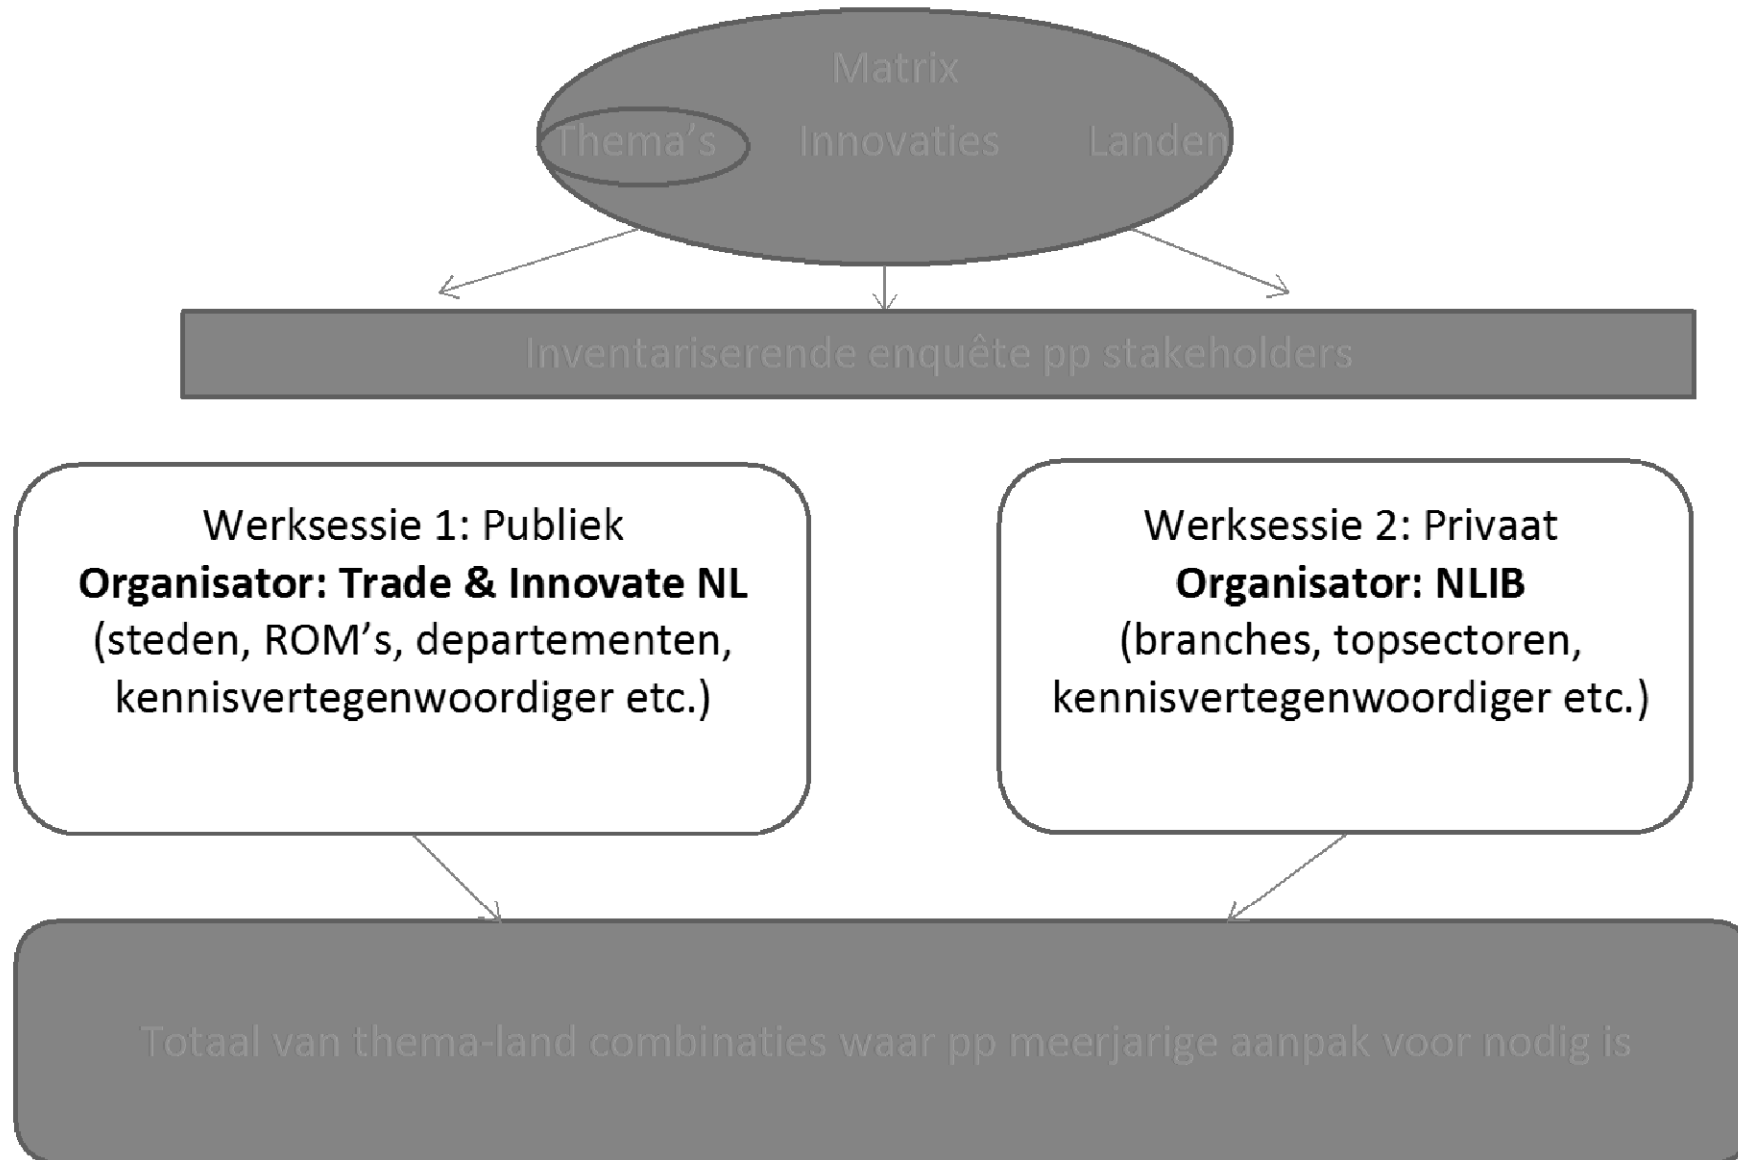 Matrix
Thema's Innovaties Landen
Inventariserende enquête pp stakeholders
Werksessie 1: Publiek
Organisator: Trade & Innovate NL
(steden, ROM's, departementen,
kennisvertegenwoordiger etc.)
Werksessie 2: Privaat
Organisator: NLIB
(branches, topsectoren,
kennisvertegenwoordiger etc.)
Totaal van thema-land combinaties waar pp meerjarige aanpak voor nodig is